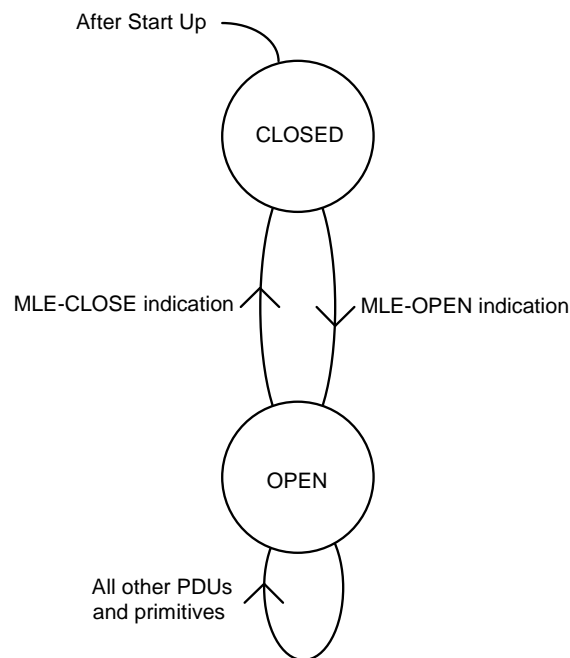 After Start Up
CLOSED
MLE-CLOSE indication
MLE-OPEN indication
OPEN
All other PDUs
and primitives